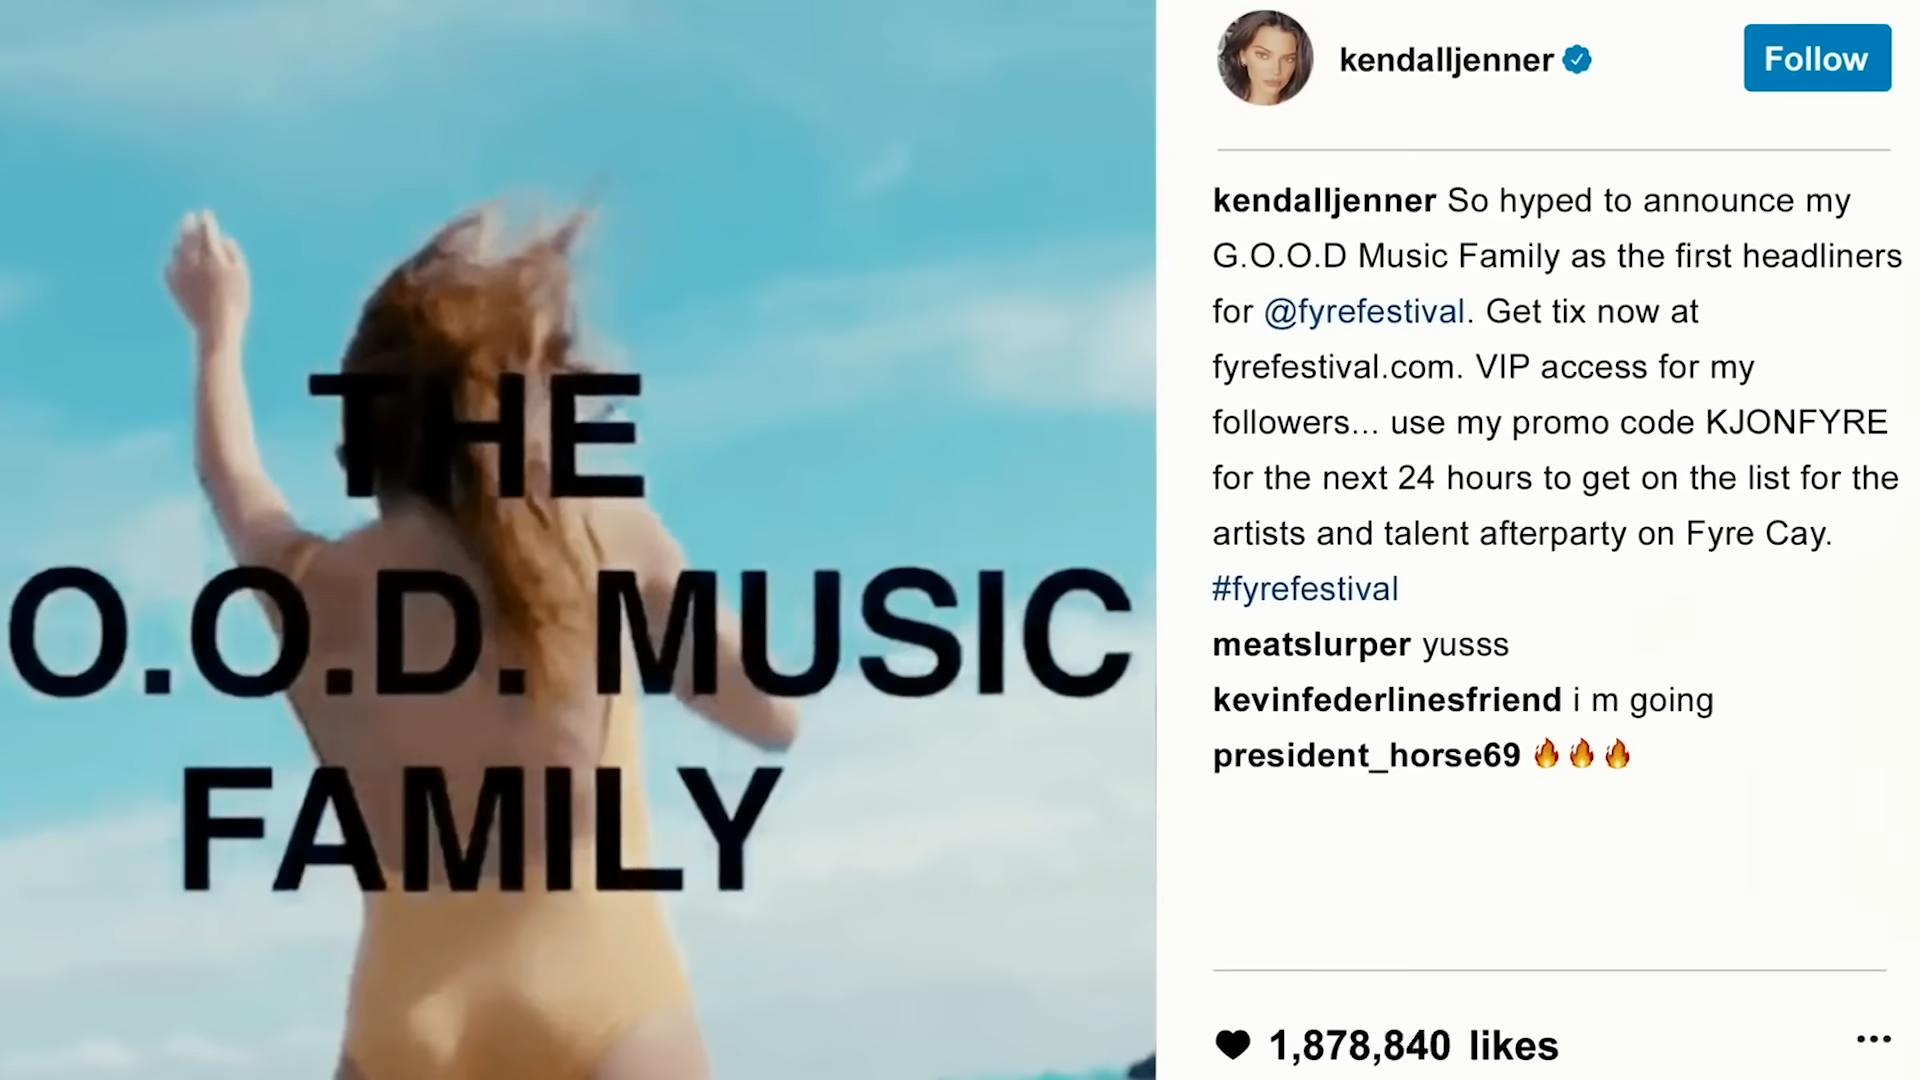 THE
O.O.D. MUSIC
FAMILY
kendalljenner
Follow
kendalljenner So hyped to announce my
G.O.O.D Music Family as the first headliners
for @fyrefestival. Get tix now at
fyrefestival.com. VIP access for my
followers... use my promo code KJONFYRE
for the next 24 hours to get on the list for the
artists and talent afterparty on Fyre Cay.
#fyrefestival
meatslurper yusss
kevinfederlinesfriend i m going
president_horse69 🔥🔥🔥
1,878,840 likes